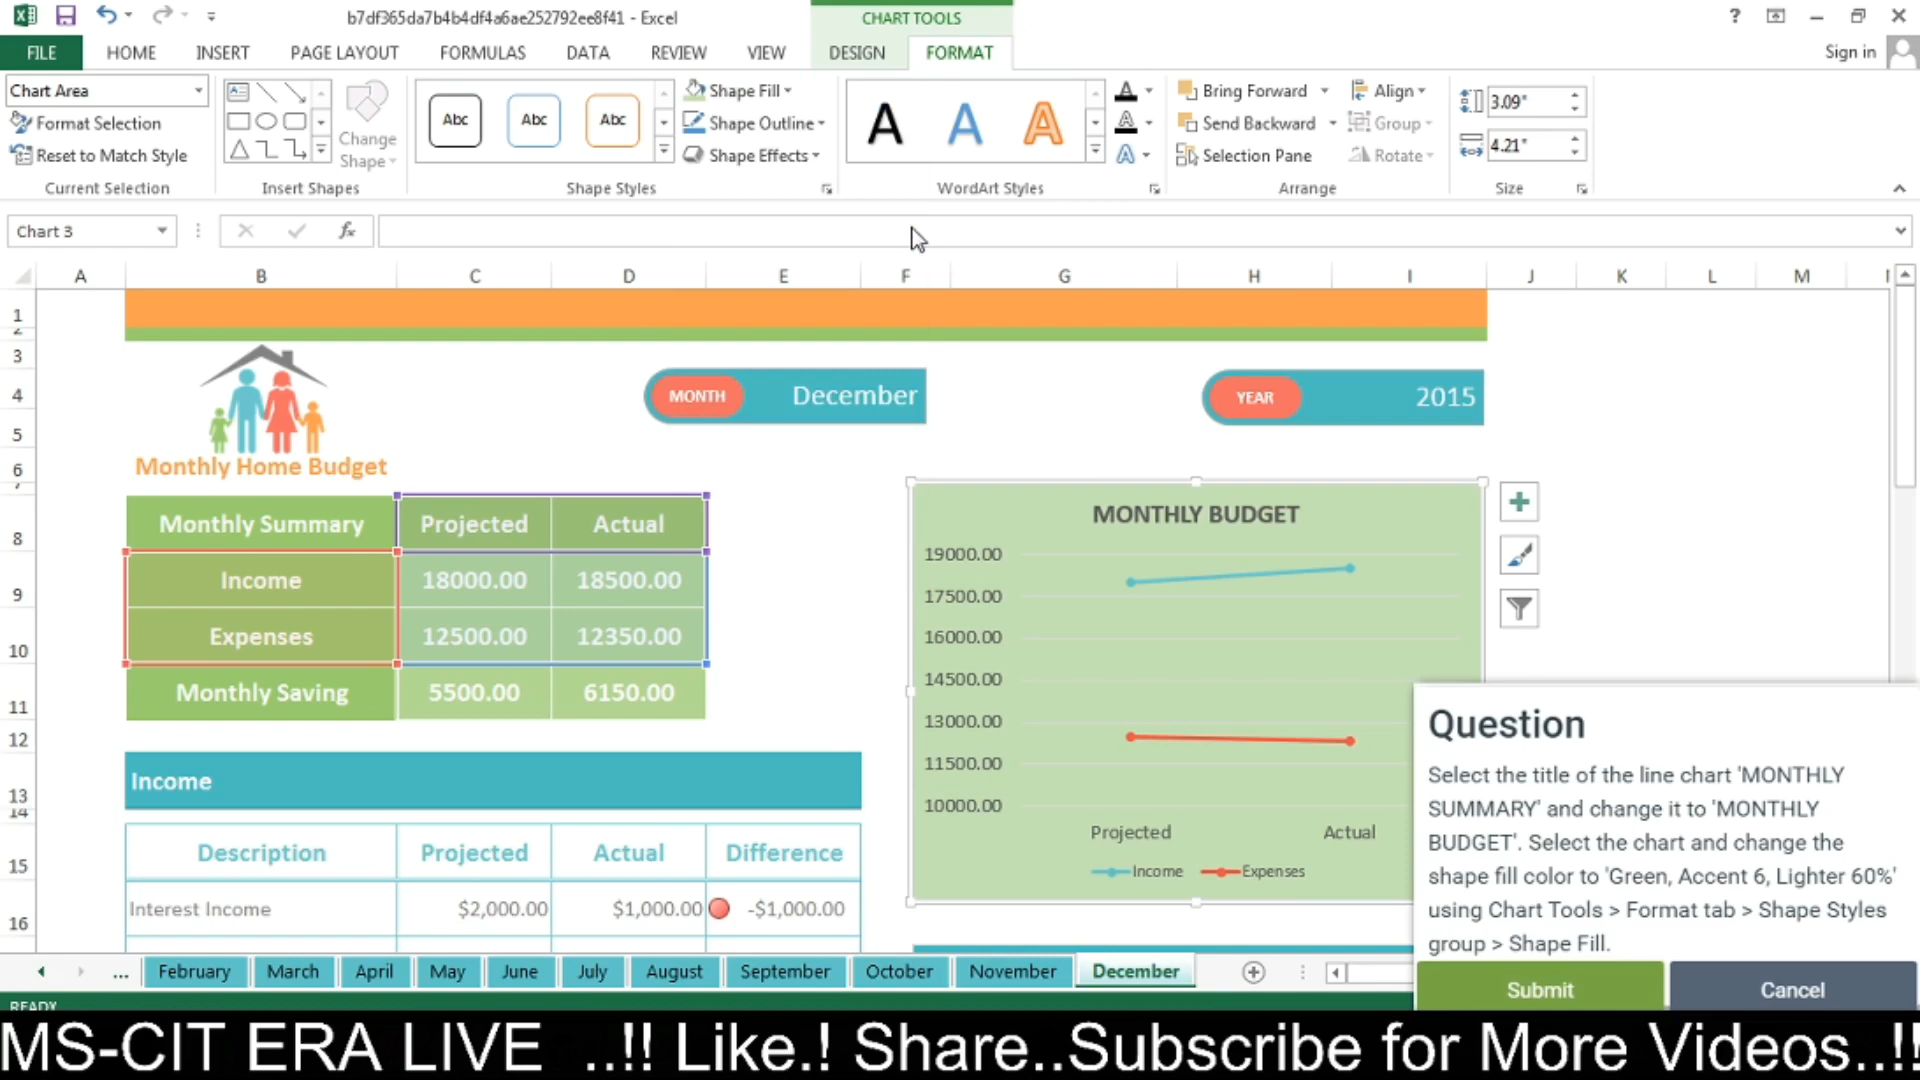 b7df365da7b4b4df4a6ae252792ee8f41 - Excel
CHART TOOLS
?
FILE HOME INSERT PAGE LAYOUT FORMULAS DATA REVIEW VIEW DESIGN FORMAT Sign in
Chart Area
Format Selection
Reset to Match Style
Current Selection
Change
Shape
Insert Shapes
Abc Abc Abc
Shape Fill
Shape Outline
Shape Effects
Shape Styles
A A A
A
A
A
WordArt Styles
Bring Forward
Send Backward
Selection Pane
Align
Group
Rotate
Arrange
3.09"
4.21"
Size
Chart 3
fx
A B C D E F G H I J K L M
1
2
3
4
5
6
7
8
9
10
11
12
13
14
15
16
MONTH December
YEAR 2015
Monthly Home Budget
Monthly Summary Projected Actual
Income 18000.00 18500.00
Expenses 12500.00 12350.00
Monthly Saving 5500.00 6150.00
MONTHLY BUDGET
19000.00
17500.00
16000.00
14500.00
13000.00
11500.00
10000.00
Projected Actual
Income Expenses
Income
Description Projected Actual Difference
Interest Income $2,000.00 $1,000.00 -$1,000.00
Question
Select the title of the line chart 'MONTHLY
SUMMARY' and change it to 'MONTHLY
BUDGET'. Select the chart and change the
shape fill color to 'Green, Accent 6, Lighter 60%'
using Chart Tools > Format tab > Shape Styles
group > Shape Fill.
Submit Cancel
... February March April May June July August September October November December
READY
MS-CIT ERA LIVE ..!! Like.! Share..Subscribe for More Videos..!!